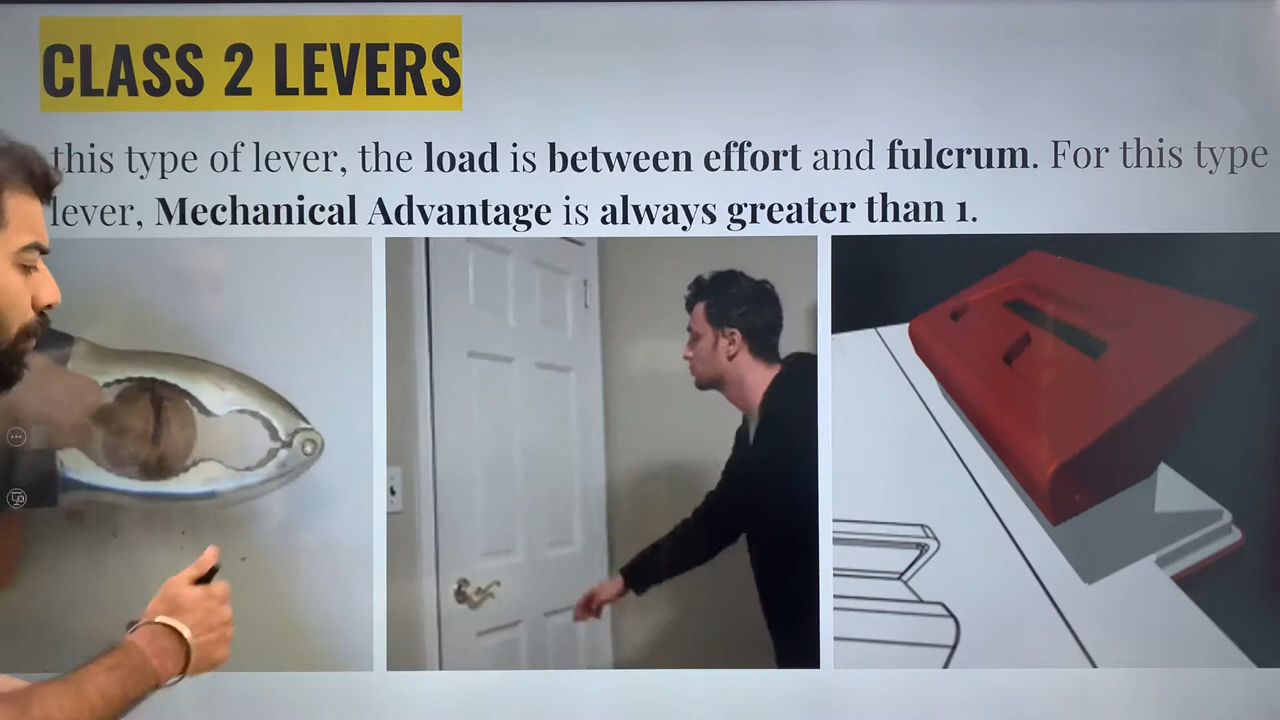 CLASS 2 LEVERS
this type of lever, the load is between effort and fulcrum. For this type
lever, Mechanical Advantage is always greater than 1.